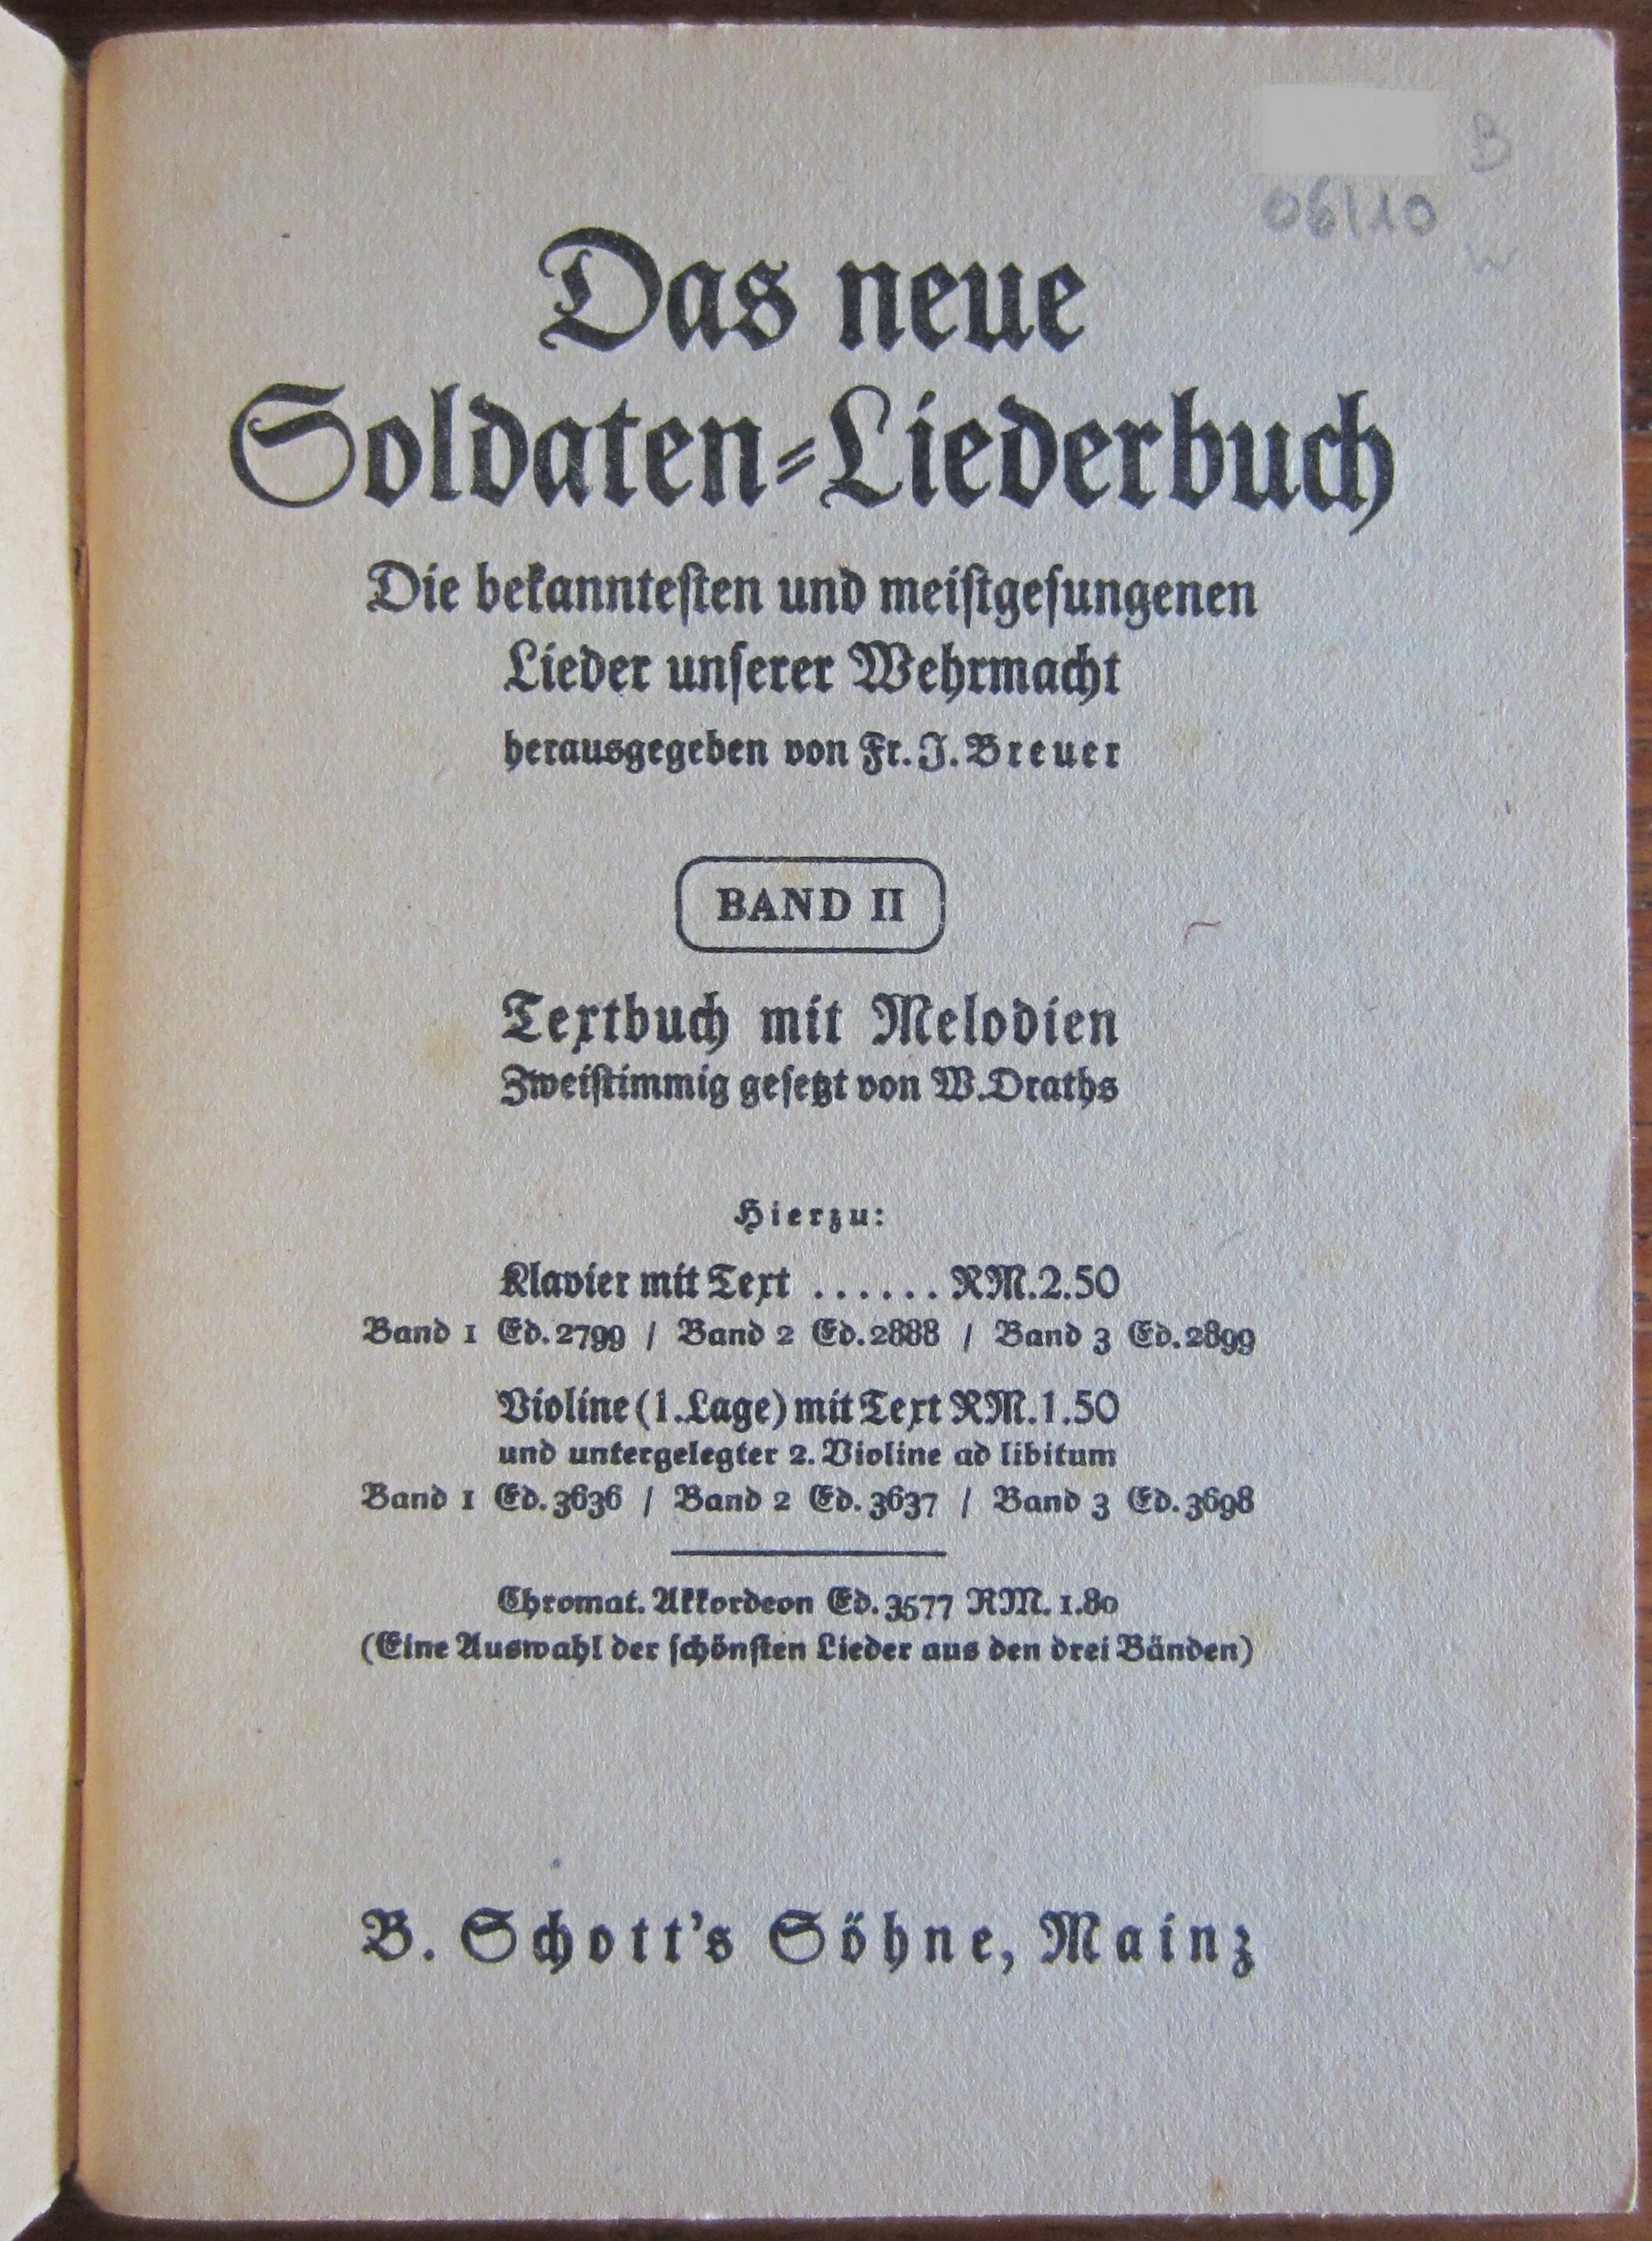 B
06/10
W
Das neue
Soldaten-Liederbuch
Die bekanntesten und meistgesungenen
Lieder unserer Wehrmacht
herausgegeben von Fr. J. Breuer
BAND II
Textbuch mit Melodien
Zweistimmig gesetzt von W. Draths
Hierzu:
Klavier mit Text ...... RM. 2.50
Band 1 Ed. 2799 / Band 2 Ed. 2888 / Band 3 Ed. 2899
Violine (1. Lage) mit Text RM. 1.50
und untergelegter 2. Violine ad libitum
Band 1 Ed. 3636 / Band 2 Ed. 3637 / Band 3 Ed. 3698
Chromat. Akkordeon Ed. 3577 RM. 1.80
(Eine Auswahl der schönsten Lieder aus den drei Bänden)
B. Schott's Söhne, Mainz